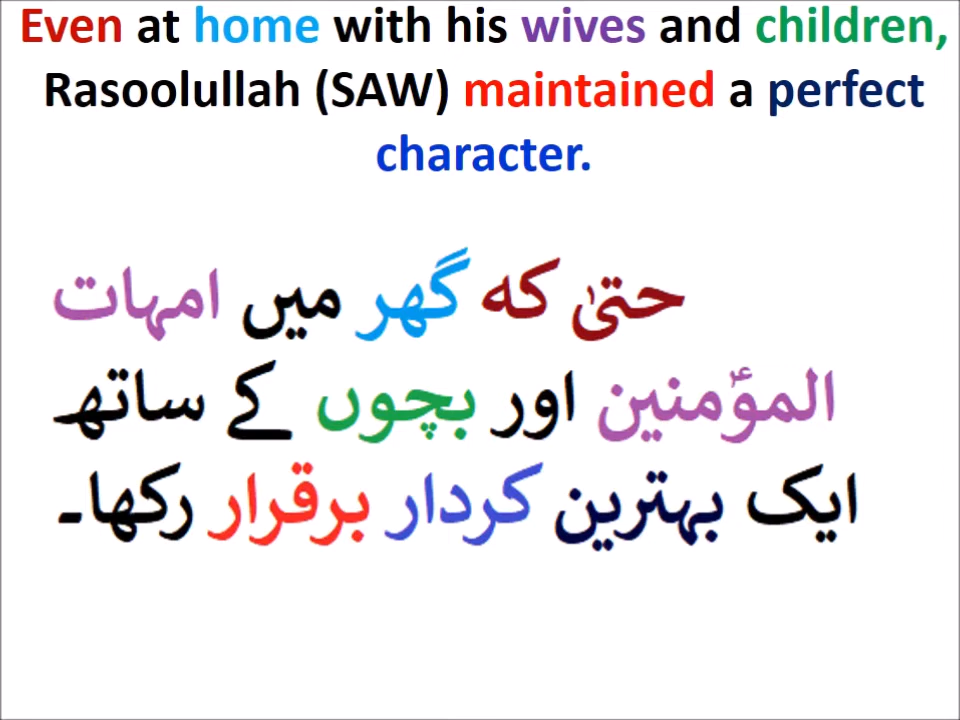 Even at home with his wives and children,
Rasoolullah (SAW) maintained a perfect
character.
حتیٰ کہ گھر میں امہات
المؤمنین اور بچوں کے ساتھ
ایک بہترین کردار برقرار رکھا۔